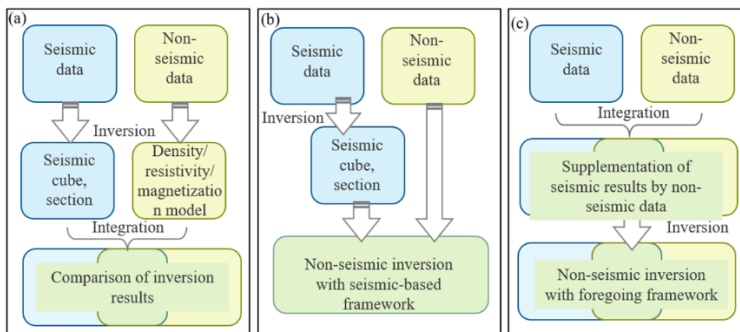 (a)
Seismic
data
Non-
seismic
data
Inversion
Seismic
cube,
section
Density/
resistivity/
magnetizatio
n model
Integration
Comparison of inversion
results
(b)
Seismic
data
Non-
seismic
data
Inversion
Seismic
cube,
section
Non-seismic inversion
with seismic-based
framework
(c)
Seismic
data
Non-seismic
data
Integration
Supplementation of
seismic results by non-
seismic data
Inversion
Non-seismic inversion
with foregoing framework